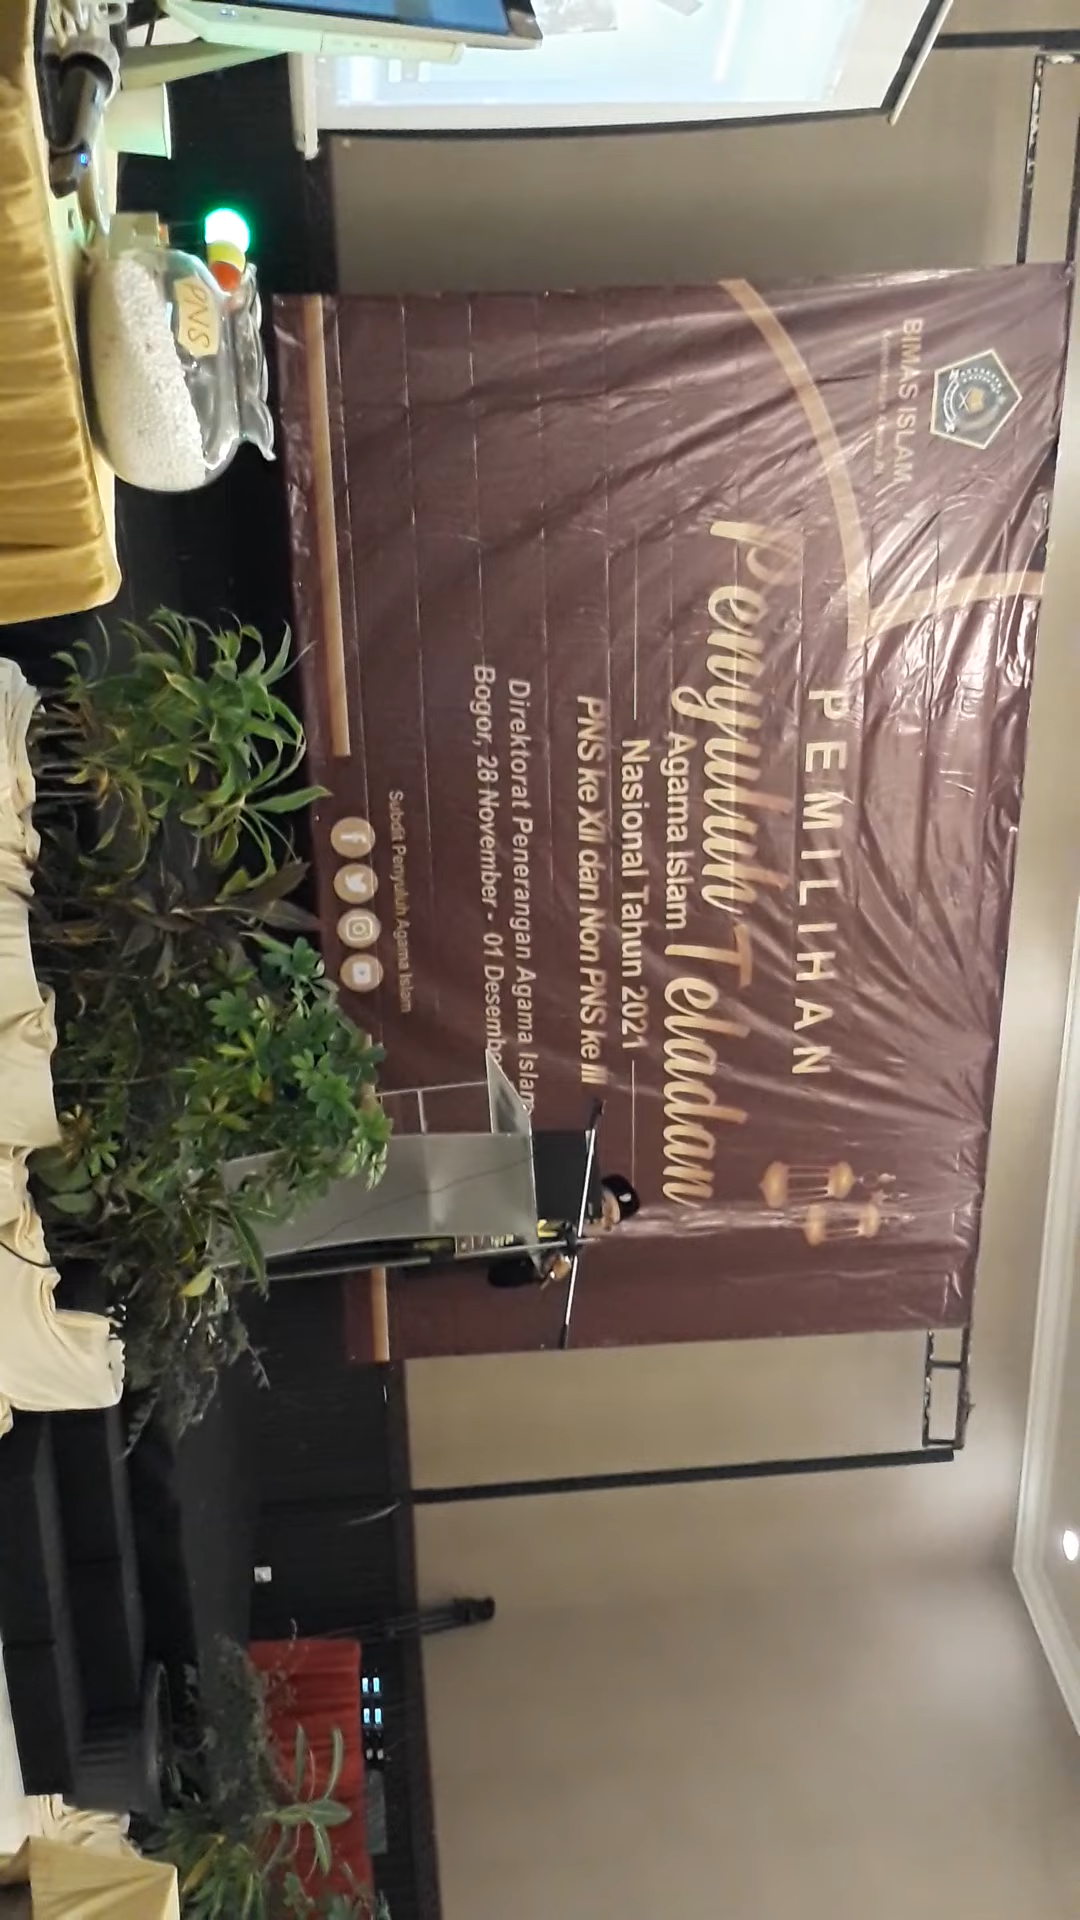 BIMAS ISLAM
PEMILIHAN
Penyuluh Teladan
Agama Islam
Nasional Tahun 2021
PNS ke XII dan Non PNS ke III
Direktorat Penerangan Agama Islam
Bogor, 28 November - 01 Desembe
Subdit Penyuluh Agama Islam
PNS